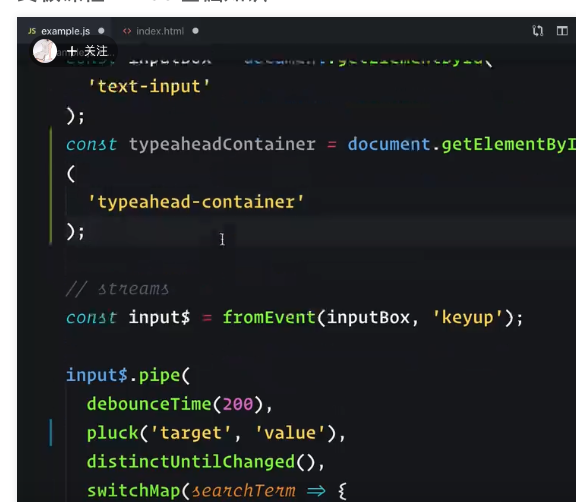 JS example.js ● <> index.html ●
+ 关注
const inputBox = document.getElementById(
'text-input'
);
const typeaheadContainer = document.getElementByI
(
'typeahead-container'
);
// streams
const input$ = fromEvent(inputBox, 'keyup');
input$.pipe(
debounceTime(200),
pluck('target', 'value'),
distinctUntilChanged(),
switchMap(searchTerm ⇒ {